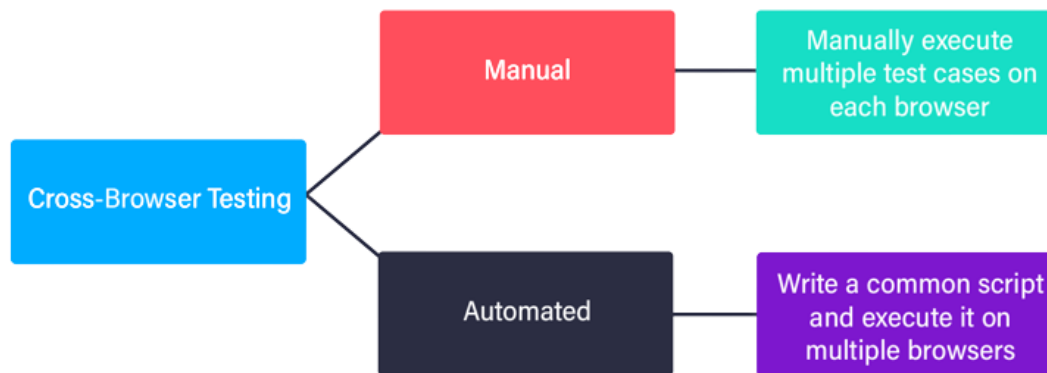 Cross-Browser Testing
Manual
Manually execute
multiple test cases on
each browser
Automated
Write a common script
and execute it on
multiple browsers